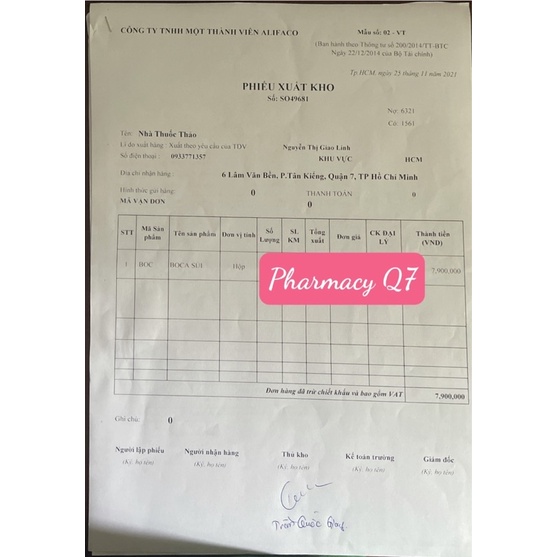 CÔNG TY TNHH MỘT THÀNH VIÊN ALIFACO
Mẫu số: 02 - VT
(Ban hành theo Thông tư số 200/2014/TT-BTC
Ngày 22/12/2014 của Bộ Tài chính)
Tp.HCM, ngày 25 tháng 11 năm 2021
PHIẾU XUẤT KHO
Số: SO49681
Nợ: 6321
Có: 1561
Tên: Nhà Thuốc Thảo
Lí do xuất hàng: Xuất theo yêu cầu của TDV Nguyễn Thị Giao Linh
Số điện thoại: 0933771357 KHU VỰC HCM
Địa chỉ nhận hàng: 6 Lâm Văn Bền, P.Tân Kiểng, Quận 7, TP Hồ Chí Minh
Hình thức gửi hàng: 0 THANH TOÁN 0
MÃ VẬN ĐƠN 0
STT Mã Sản phẩm Tên sản phẩm Đơn vị tính Số Lượng SL KM Tổng xuất Đơn giá CK ĐẠI LÝ Thành tiền (VND)
1 HOC HOCA SUI Hộp 7,900,000
Pharmacy Q7
Đơn hàng đã trừ chiết khấu và bao gồm VAT 7,900,000
Ghi chú: 0
Người lập phiếu Người nhận hàng Thủ kho Kế toán trưởng Giám đốc
(Ký, họ tên) (Ký, họ tên) (Ký, họ tên) (Ký, họ tên) (Ký, họ tên)
Trần Quốc